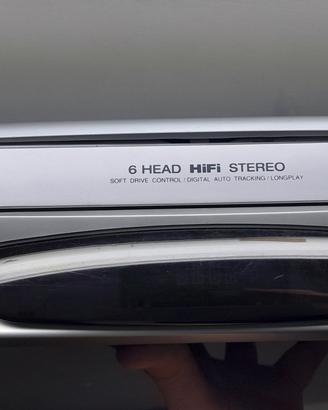 6 HEAD HiFi STEREO
SOFT DRIVE CONTROL/DIGITAL AUTO TRACKING/LONGPLAY